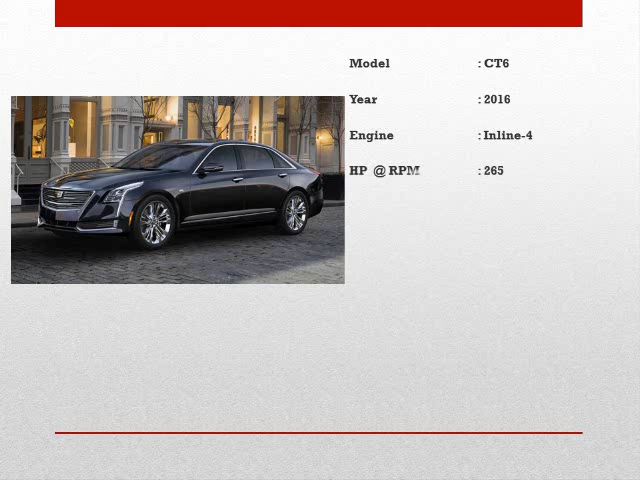 Model : CT6
Year : 2016
Engine : Inline-4
HP @ RPM : 265